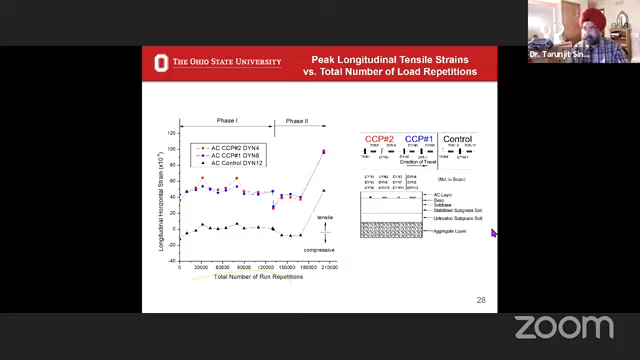 Dr. Tarunjit Sin...
THE OHIO STATE UNIVERSITY
Peak Longitudinal Tensile Strains
vs. Total Number of Load Repetitions
Phase I
Phase II
AC CCP#2 DYN4
AC CCP#1 DYN8
AC Control DYN12
Longitudinal Horizontal Strain
120
100
80
60
40
20
0
-20
-40
tensile
compressive
0 30000 60000 90000 120000 150000 180000 210000
Total Number of Run Repetitions
CCP#2 CCP#1 Control
Direction of Travel
(Not to Scale)
AC Layer
Base
Subbase
Stabilized Subgrade Soil
Untreated Subgrade Soil
Aggregate Layer
28
zoom